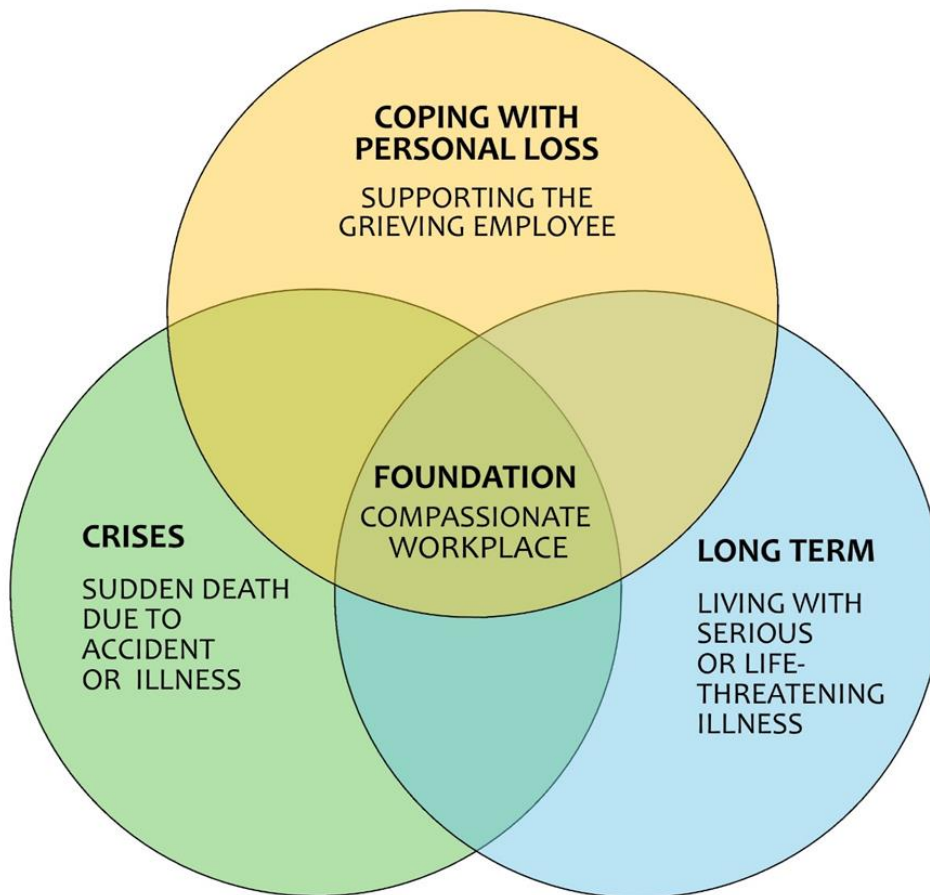 COPING WITH
PERSONAL LOSS
SUPPORTING THE
GRIEVING EMPLOYEE
FOUNDATION
COMPASSIONATE
WORKPLACE
CRISES
SUDDEN DEATH
DUE TO
ACCIDENT
OR ILLNESS
LONG TERM
LIVING WITH
SERIOUS
OR LIFE-
THREATENING
ILLNESS